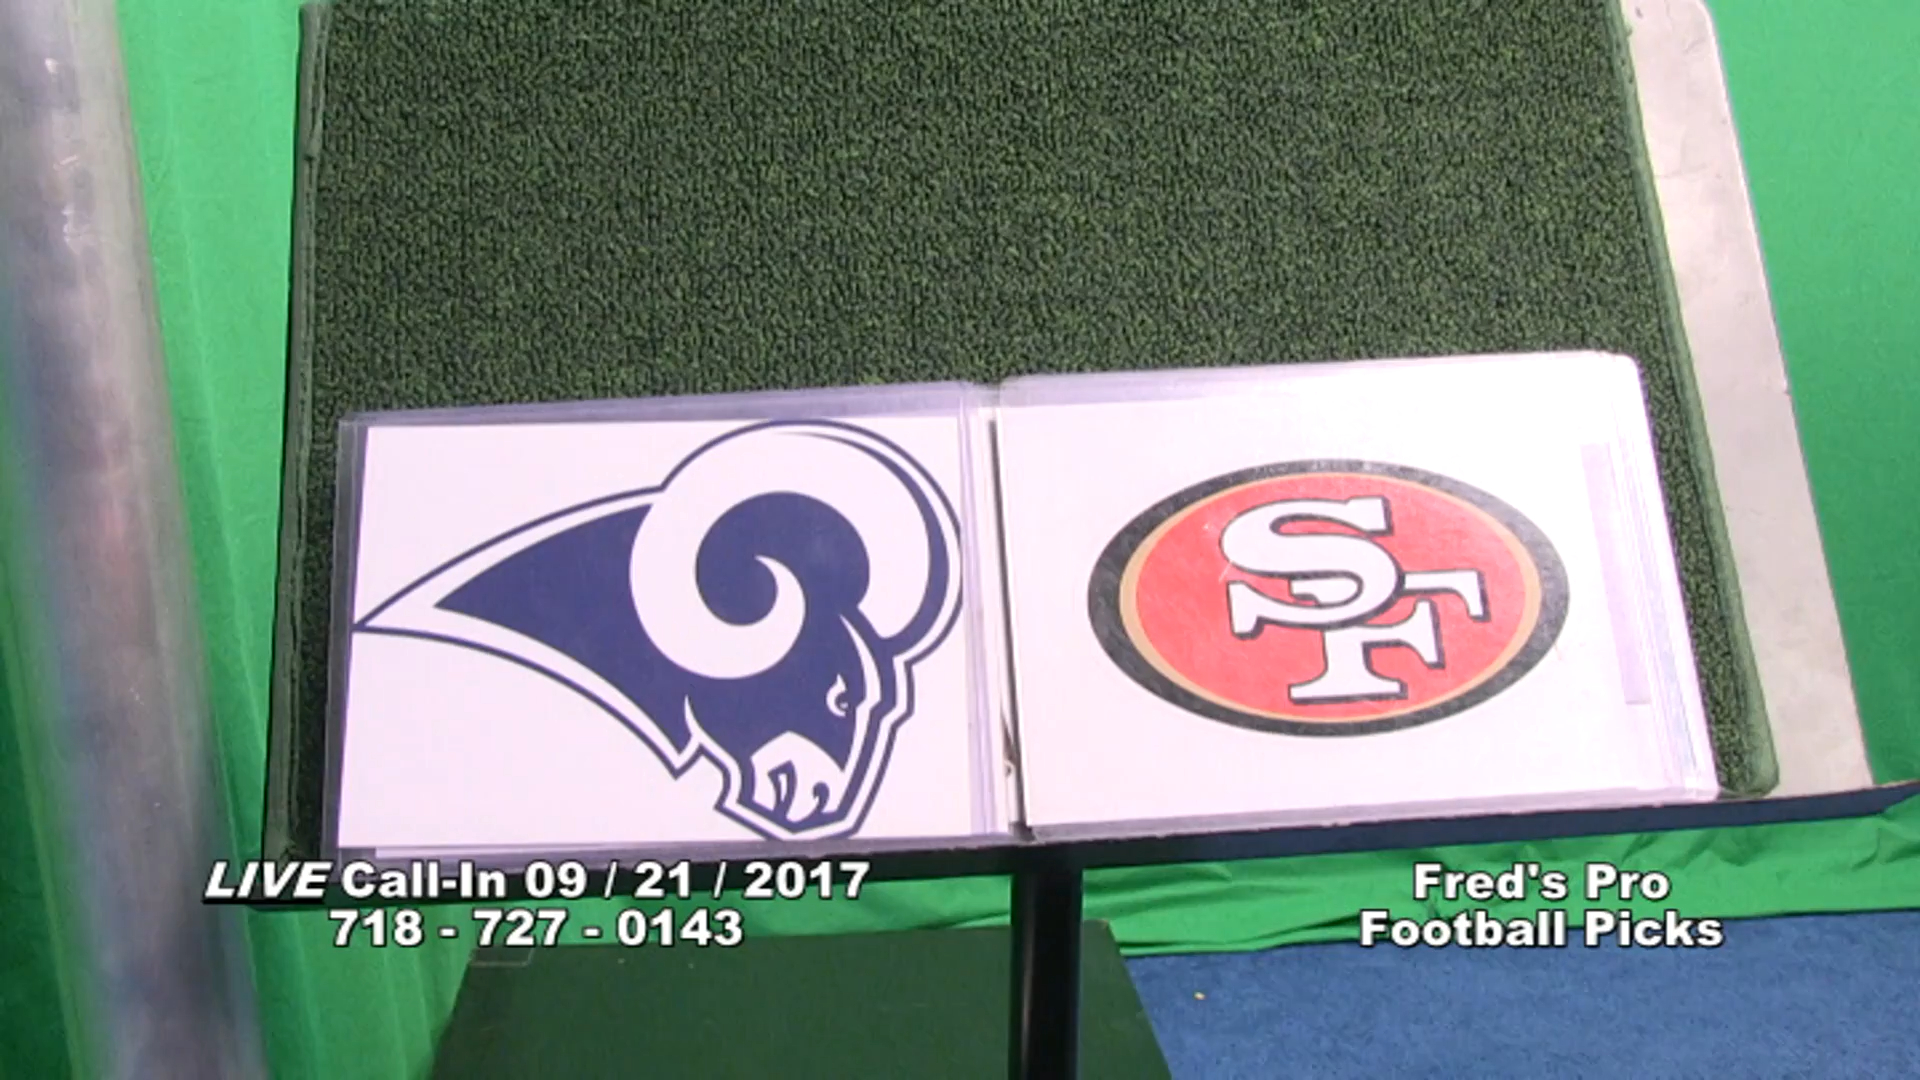 SF
LIVE Call-In 09 / 21 / 2017
718 - 727 - 0143
Fred's Pro
Football Picks